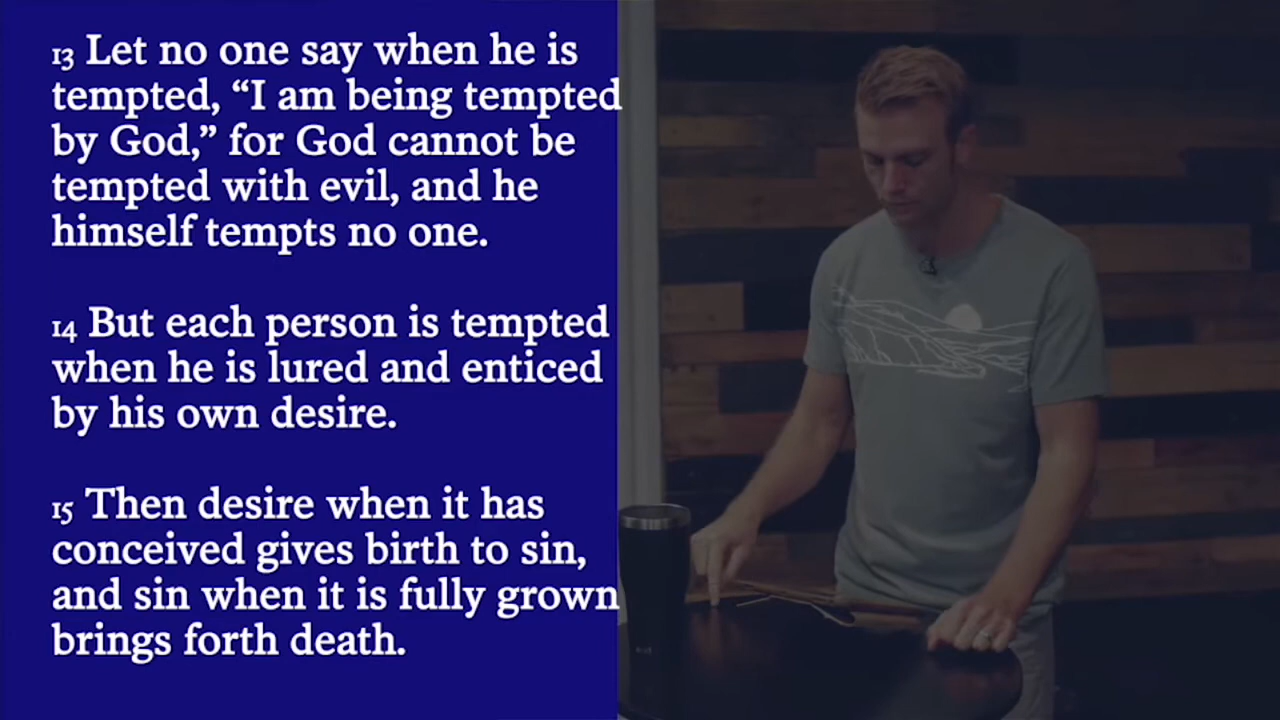 13 Let no one say when he is
tempted, “I am being tempted
by God,” for God cannot be
tempted with evil, and he
himself tempts no one.
14 But each person is tempted
when he is lured and enticed
by his own desire.
15 Then desire when it has
conceived gives birth to sin,
and sin when it is fully grown
brings forth death.